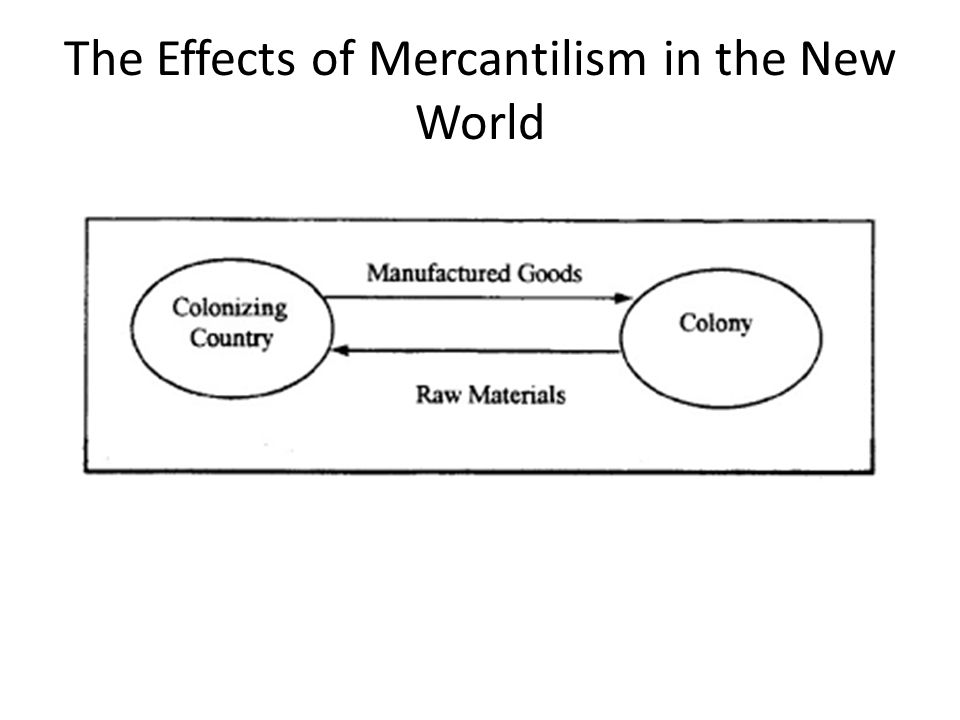 The Effects of Mercantilism in the New
World
Manufactured Goods
Colonizing
Country
Colony
Raw Materials